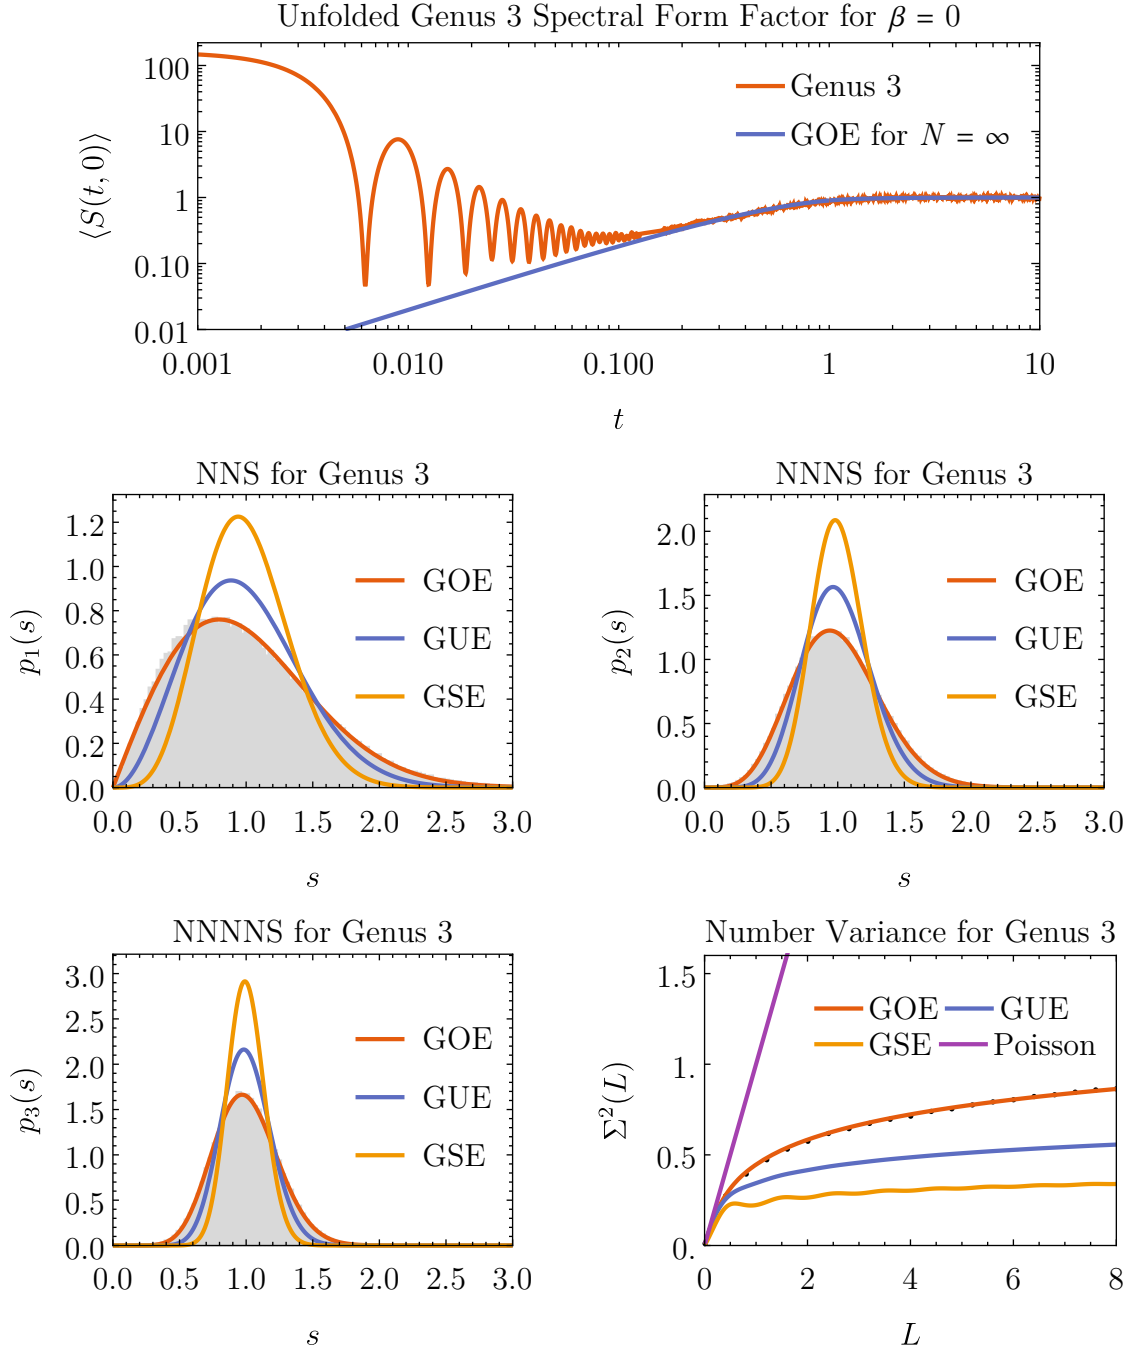 Unfolded Genus 3 Spectral Form Factor for β = 0
⟨S(t, 0)⟩
100
10
1
0.10
0.01
Genus 3
GOE for N = ∞
0.001 0.010 0.100 1 10
t
NNS for Genus 3
p₁(s)
1.2
1.0
0.8
0.6
0.4
0.2
0.0
GOE
GUE
GSE
0.0 0.5 1.0 1.5 2.0 2.5 3.0
s
NNNS for Genus 3
p₂(s)
2.0
1.5
1.0
0.5
0.0
GOE
GUE
GSE
0.0 0.5 1.0 1.5 2.0 2.5 3.0
s
NNNNS for Genus 3
p₃(s)
3.0
2.5
2.0
1.5
1.0
0.5
0.0
GOE
GUE
GSE
0.0 0.5 1.0 1.5 2.0 2.5 3.0
s
Number Variance for Genus 3
Σ²(L)
1.5
1.
0.5
0.
GOE GUE
GSE Poisson
0 2 4 6 8
L